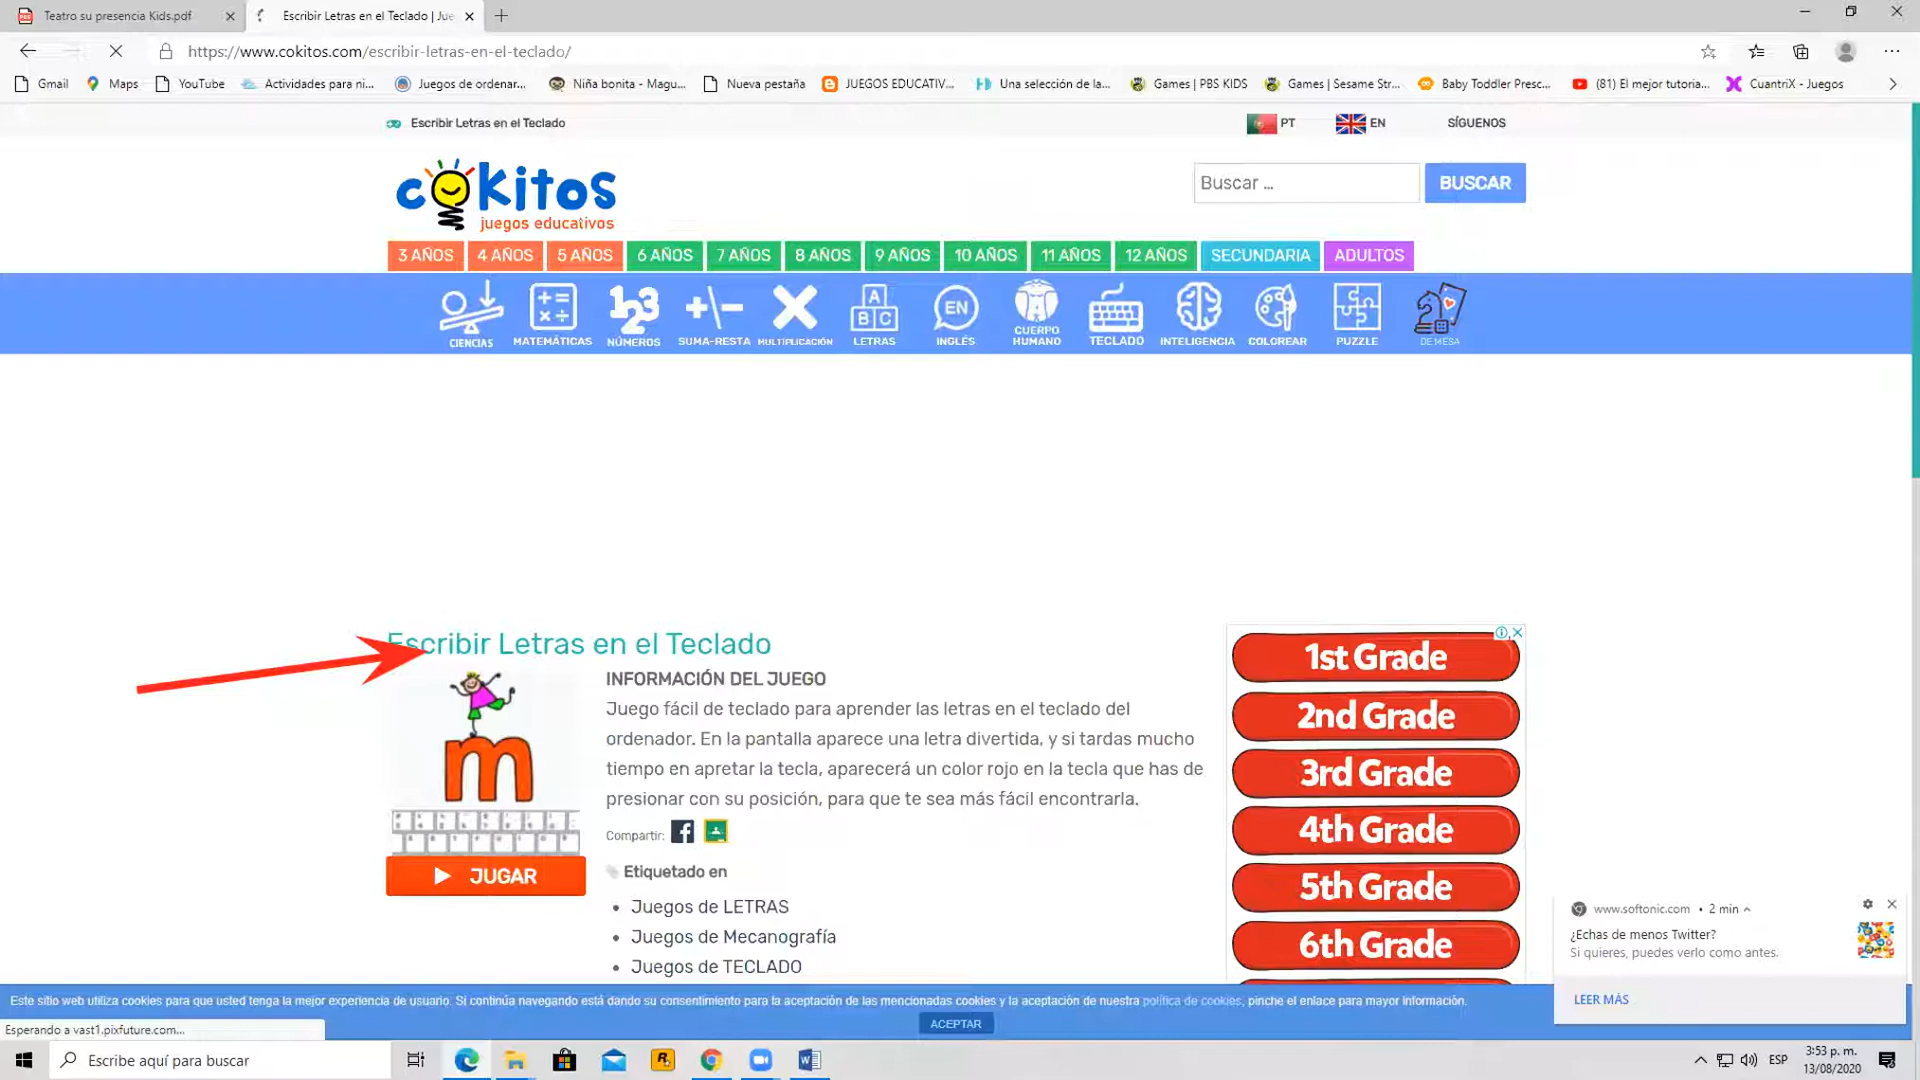 Teatro su presencia Kids.pdf
Escribir Letras en el Teclado | Jue
https://www.cokitos.com/escribir-letras-en-el-teclado/
Gmail
Maps
YouTube
Actividades para ni...
Juegos de ordenar...
Niña bonita - Magu...
Nueva pestaña
JUEGOS EDUCATIV...
Una selección de la...
Games | PBS KIDS
Games | Sesame Str...
Baby Toddler Presc...
(81) El mejor tutoria...
CuantriX - Juegos
Escribir Letras en el Teclado
PT
EN
SÍGUENOS
cokitos
juegos educativos
Buscar ...
BUSCAR
3 AÑOS
4 AÑOS
5 AÑOS
6 AÑOS
7 AÑOS
8 AÑOS
9 AÑOS
10 AÑOS
11 AÑOS
12 AÑOS
SECUNDARIA
ADULTOS
123
A
B C
EN
CIENCIAS
MATEMÁTICAS
NÚMEROS
SUMA-RESTA
MULTIPLICACIÓN
LETRAS
INGLÉS
CUERPO
HUMANO
TECLADO
INTELIGENCIA
COLOREAR
PUZZLE
DE MESA
Escribir Letras en el Teclado
m
JUGAR
INFORMACIÓN DEL JUEGO
Juego fácil de teclado para aprender las letras en el teclado del
ordenador. En la pantalla aparece una letra divertida, y si tardas mucho
tiempo en apretar la tecla, aparecerá un color rojo en la tecla que has de
presionar con su posición, para que te sea más fácil encontrarla.
Compartir:
Etiquetado en
Juegos de LETRAS
Juegos de Mecanografía
Juegos de TECLADO
1st Grade
2nd Grade
3rd Grade
4th Grade
5th Grade
6th Grade
www.softonic.com • 2 min
¿Echas de menos Twitter?
Si quieres, puedes verlo como antes.
LEER MÁS
Este sitio web utiliza cookies para que usted tenga la mejor experiencia de usuario. Si continúa navegando está dando su consentimiento para la aceptación de las mencionadas cookies y la aceptación de nuestra política de cookies, pinche el enlace para mayor información.
ACEPTAR
Esperando a vast1.pixfuture.com...
Escribe aquí para buscar
ESP
3:53 p. m.
13/08/2020